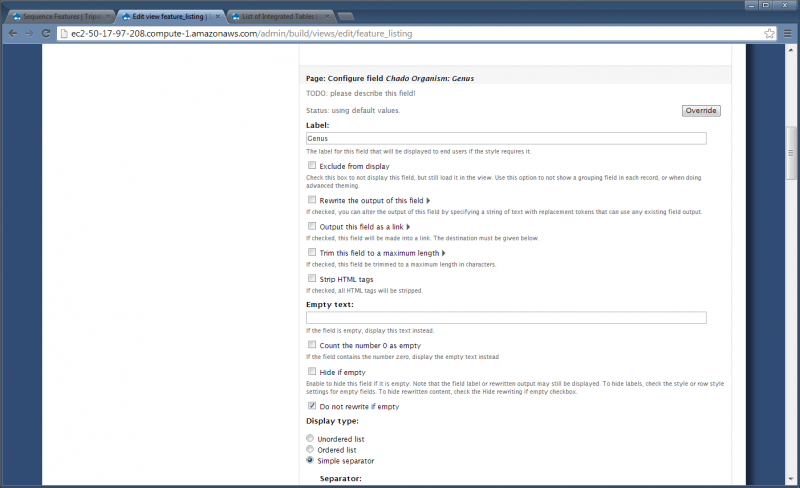 Sequence Features | Trip
Edit view feature_listing |
List of Integrated Tables |
ec2-50-17-97-208.compute-1.amazonaws.com/admin/build/views/edit/feature_listing
Page: Configure field Chado Organism: Genus
TODO: please describe this field!
Status: using default values.
Override
Label:
Genus
The label for this field that will be displayed to end users if the style requires it.
Exclude from display
Check this box to not display this field, but still load it in the view. Use this option to not show a grouping field in each record, or when doing
advanced theming.
Rewrite the output of this field
If checked, you can alter the output of this field by specifying a string of text with replacement tokens that can use any existing field output.
Output this field as a link
If checked, this field will be made into a link. The destination must be given below.
Trim this field to a maximum length
If checked, this field be trimmed to a maximum length in characters.
Strip HTML tags
If checked, all HTML tags will be stripped.
Empty text:
If the field is empty, display this text instead.
Count the number 0 as empty
If the field contains the number zero, display the empty text instead
Hide if empty
Enable to hide this field if it is empty. Note that the field label or rewritten output may still be displayed. To hide labels, check the style or row style
settings for empty fields. To hide rewritten content, check the Hide rewriting if empty checkbox.
Do not rewrite if empty
Display type:
Unordered list
Ordered list
Simple separator
Separator: